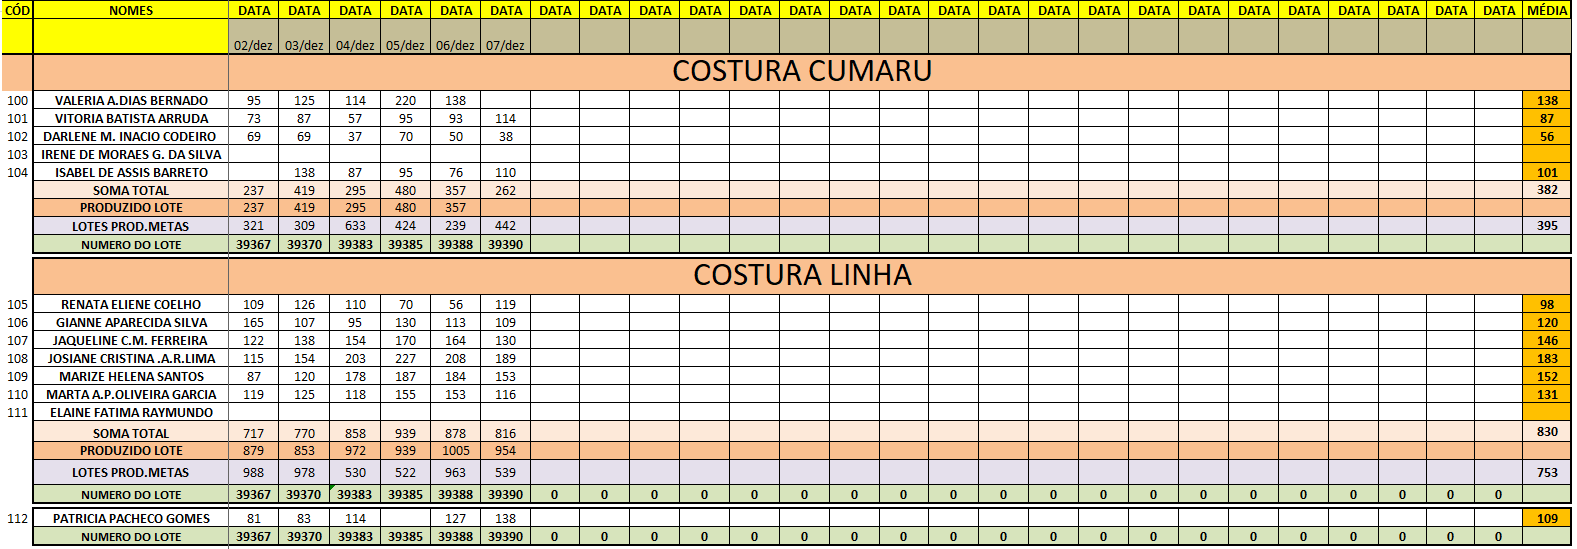 CÓD NOMES DATA DATA DATA DATA DATA DATA DATA DATA DATA DATA DATA DATA DATA DATA DATA DATA DATA DATA DATA DATA DATA DATA DATA DATA DATA DATA MÉDIA
02/dez 03/dez 04/dez 05/dez 06/dez 07/dez
COSTURA CUMARU
100 VALERIA A.DIAS BERNADO 95 125 114 220 138 138
101 VITORIA BATISTA ARRUDA 73 87 57 95 93 114 87
102 DARLENE M. INACIO CODEIRO 69 69 37 70 50 38 56
103 IRENE DE MORAES G. DA SILVA
104 ISABEL DE ASSIS BARRETO 138 87 95 76 110 101
SOMA TOTAL 237 419 295 480 357 262 382
PRODUZIDO LOTE 237 419 295 480 357
LOTES PROD.METAS 321 309 633 424 239 442 395
NUMERO DO LOTE 39367 39370 39383 39385 39388 39390
COSTURA LINHA
105 RENATA ELIENE COELHO 109 126 110 70 56 119 98
106 GIANNE APARECIDA SILVA 165 107 95 130 113 109 120
107 JAQUELINE C.M. FERREIRA 122 138 154 170 164 130 146
108 JOSIANE CRISTINA .A.R.LIMA 115 154 203 227 208 189 183
109 MARIZE HELENA SANTOS 87 120 178 187 184 153 152
110 MARTA A.P.OLIVEIRA GARCIA 119 125 118 155 153 116 131
111 ELAINE FATIMA RAYMUNDO
SOMA TOTAL 717 770 858 939 878 816 830
PRODUZIDO LOTE 879 853 972 939 1005 954
LOTES PROD.METAS 988 978 530 522 963 539 753
NUMERO DO LOTE 39367 39370 39383 39385 39388 39390 0 0 0 0 0 0 0 0 0 0 0 0 0 0 0 0 0 0 0 0
112 PATRICIA PACHECO GOMES 81 83 114 127 138 109
NUMERO DO LOTE 39367 39370 39383 39385 39388 39390 0 0 0 0 0 0 0 0 0 0 0 0 0 0 0 0 0 0 0 0